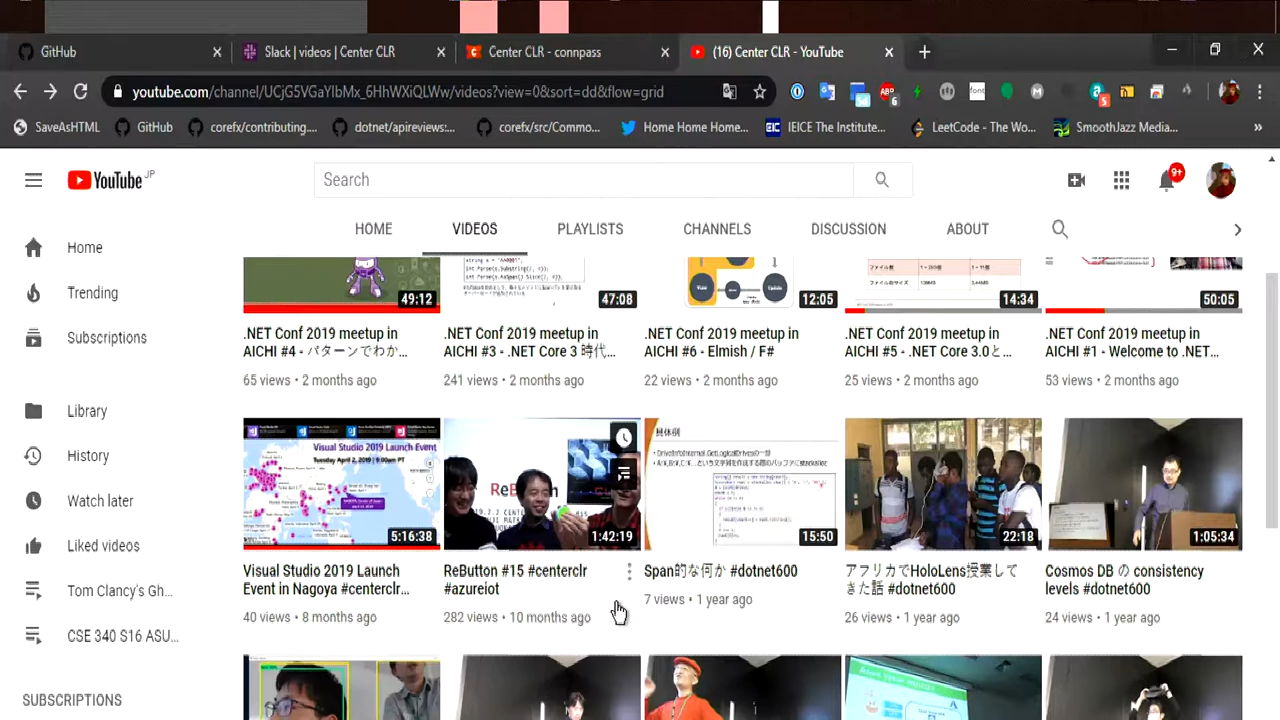 GitHub
Slack | videos | Center CLR
Center CLR - connpass
(16) Center CLR - YouTube
youtube.com/channel/UCjG5VGaYIbMx_6HhWXiQLWw/videos?view=0&sort=dd&flow=grid
SaveAsHTML
GitHub
corefx/contributing....
dotnet/apireviews:...
corefx/src/Commo...
Home Home Home...
IEICE The Institute...
LeetCode - The Wo...
SmoothJazz Media...
YouTube JP
Search
9+
HOME
VIDEOS
PLAYLISTS
CHANNELS
DISCUSSION
ABOUT
Home
Trending
Subscriptions
Library
History
Watch later
Liked videos
Tom Clancy's Gh...
CSE 340 S16 ASU...
SUBSCRIPTIONS
49:12
47:08
12:05
14:34
50:05
.NET Conf 2019 meetup in
AICHI #4 - パターンでわか...
65 views • 2 months ago
.NET Conf 2019 meetup in
AICHI #3 - .NET Core 3 時代...
241 views • 2 months ago
.NET Conf 2019 meetup in
AICHI #6 - Elmish / F#
22 views • 2 months ago
.NET Conf 2019 meetup in
AICHI #5 - .NET Core 3.0と...
25 views • 2 months ago
.NET Conf 2019 meetup in
AICHI #1 - Welcome to .NET...
53 views • 2 months ago
Visual Studio 2019 Launch Event
Tuesday April 2, 2019 | 9:00am PT
5:16:38
1:42:19
15:50
22:18
1:05:34
Visual Studio 2019 Launch
Event in Nagoya #centerclr...
40 views • 8 months ago
ReButton #15 #centerclr
#azureiot
282 views • 10 months ago
Span的な何か #dotnet600
7 views • 1 year ago
アフリカでHoloLens授業して
きた話 #dotnet600
26 views • 1 year ago
Cosmos DB の consistency
levels #dotnet600
24 views • 1 year ago